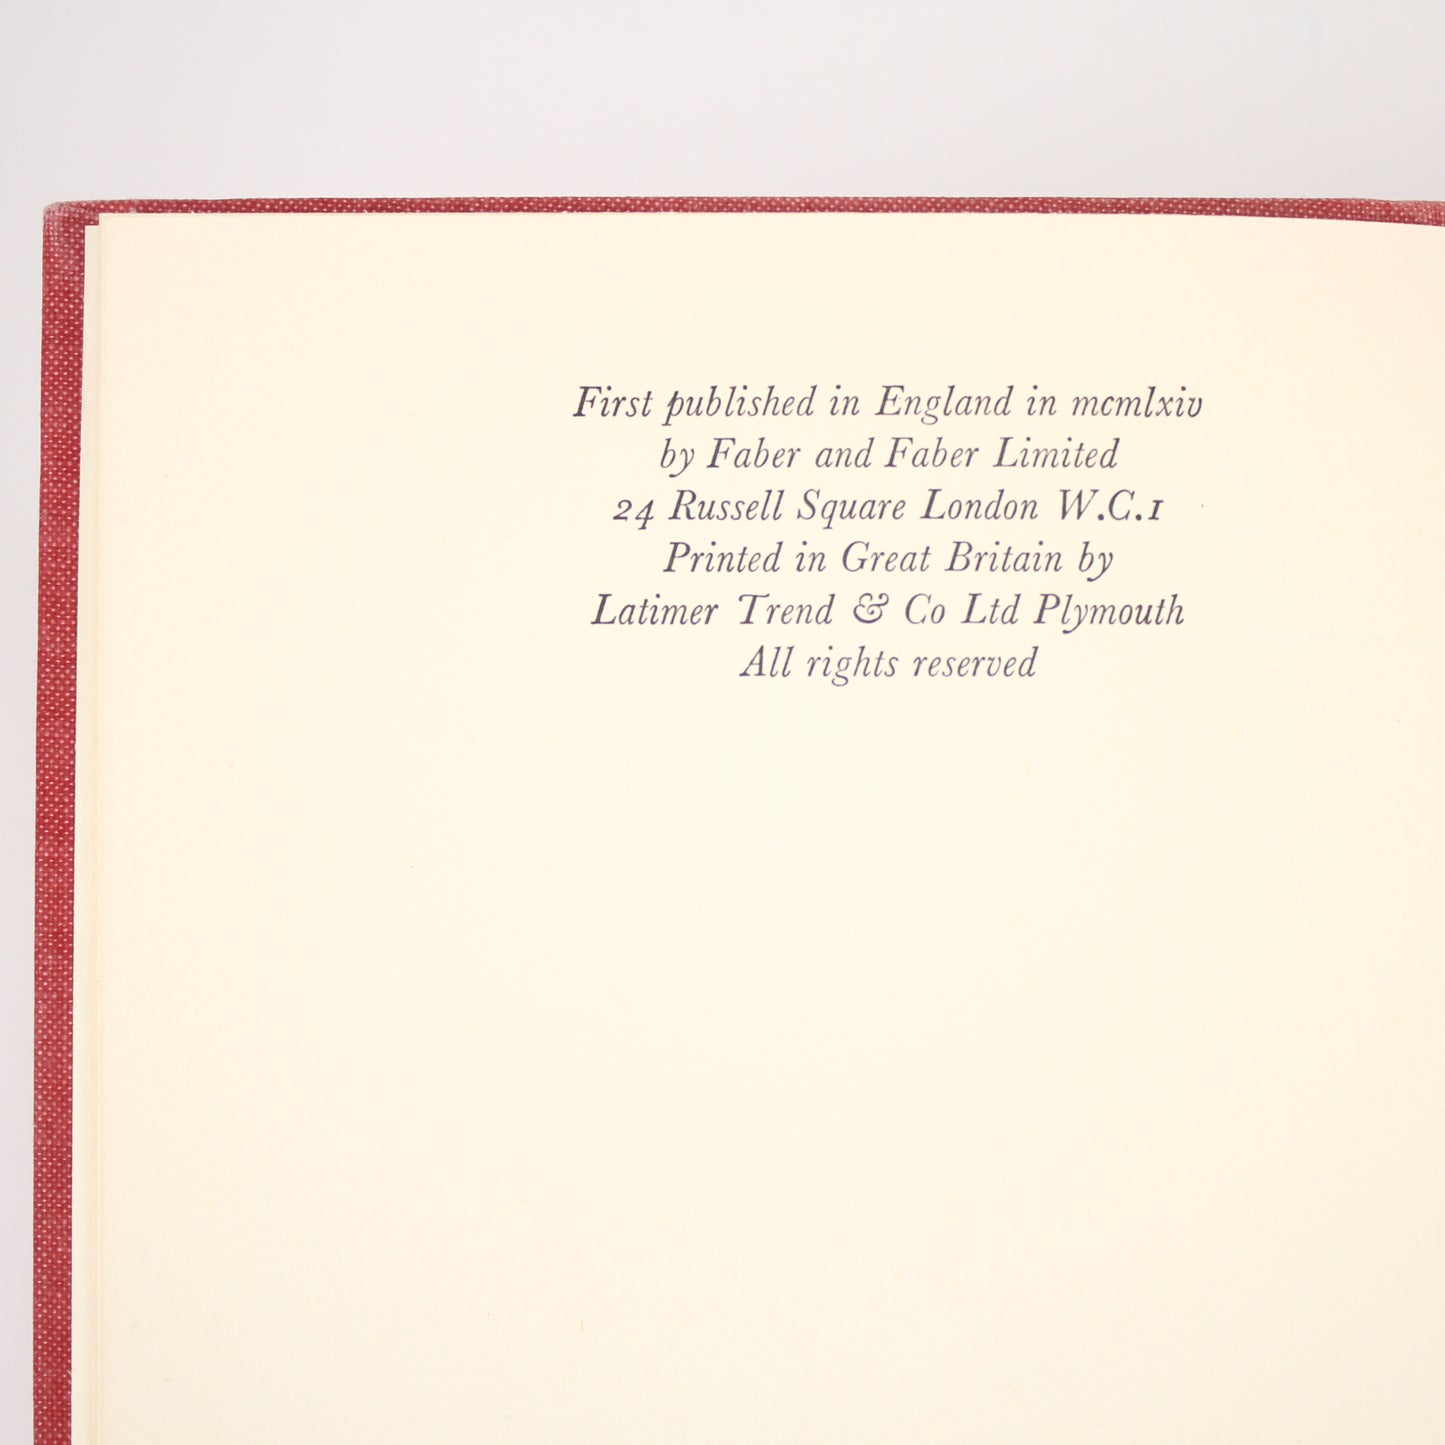 First published in England in mcmlxiv
by Faber and Faber Limited
24 Russell Square London W.C.1
Printed in Great Britain by
Latimer Trend & Co Ltd Plymouth
All rights reserved